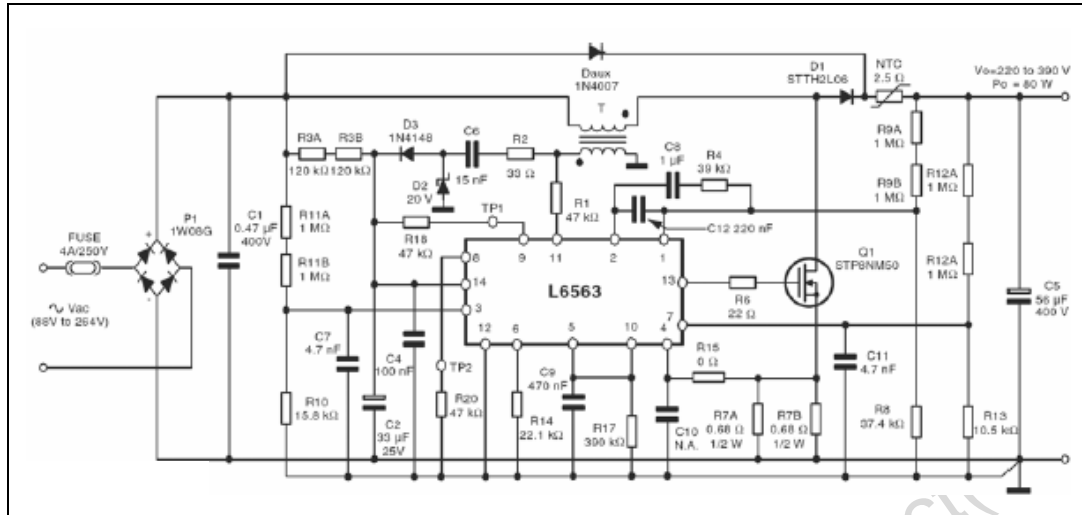 Daux
1N4007
T
D1
STTH2L06
NTC
2.5 Ω
Vo=220 to 390 V
Po = 80 W
R3A
120 kΩ
R3B
120 kΩ
D3
1N4148
C6
15 nF
R2
33 Ω
D2
20 V
TP1
C8
1 µF
R4
39 kΩ
R9A
1 MΩ
R9B
1 MΩ
R12A
1 MΩ
R12A
1 MΩ
R1
47 kΩ
C12 220 nF
R18
47 kΩ
P1
1W08G
C1
0.47 µF
400V
R11A
1 MΩ
R11B
1 MΩ
FUSE
4A/250V
Vac
(88V to 264V)
+
-
8
9
11
2
1
14
3
L6563
13
7
12
6
5
10
4
Q1
STP8NM50
R6
22 Ω
C5
56 µF
400 V
C7
4.7 nF
C4
100 nF
TP2
C9
470 nF
R15
0 Ω
C11
4.7 nF
R10
15.8 kΩ
C2
33 µF
25V
R20
47 kΩ
R14
22.1 kΩ
R17
390 kΩ
C10
N.A.
R7A
0.68 Ω
1/2 W
R7B
0.68 Ω
1/2 W
R8
37.4 kΩ
R13
10.5 kΩ